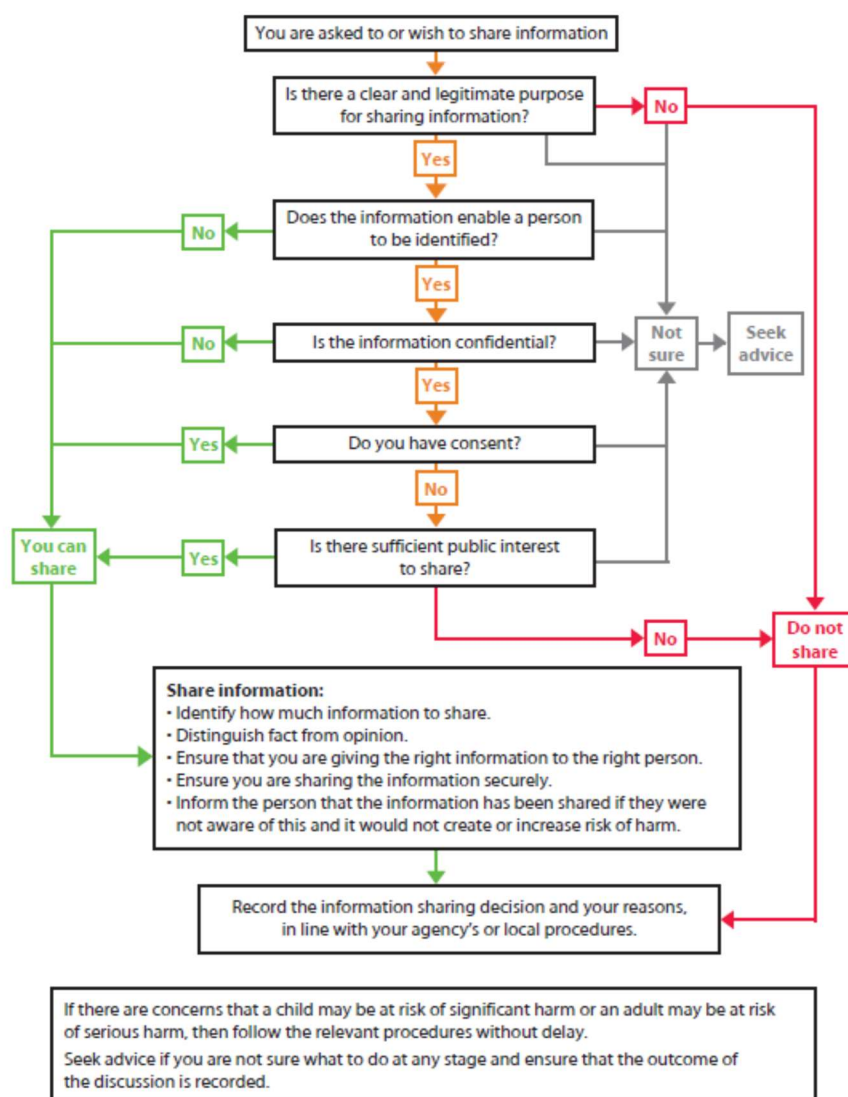 You are asked to or wish to share information
Is there a clear and legitimate purpose
for sharing information?
No
Yes
Does the information enable a person
to be identified?
No
Yes
Is the information confidential?
No
Not
sure
Seek
advice
Yes
Do you have consent?
Yes
No
Is there sufficient public interest
to share?
Yes
You can
share
No
Do not
share
Share information:
• Identify how much information to share.
• Distinguish fact from opinion.
• Ensure that you are giving the right information to the right person.
• Ensure you are sharing the information securely.
• Inform the person that the information has been shared if they were
not aware of this and it would not create or increase risk of harm.
Record the information sharing decision and your reasons,
in line with your agency's or local procedures.
If there are concerns that a child may be at risk of significant harm or an adult may be at risk
of serious harm, then follow the relevant procedures without delay.
Seek advice if you are not sure what to do at any stage and ensure that the outcome of
the discussion is recorded.